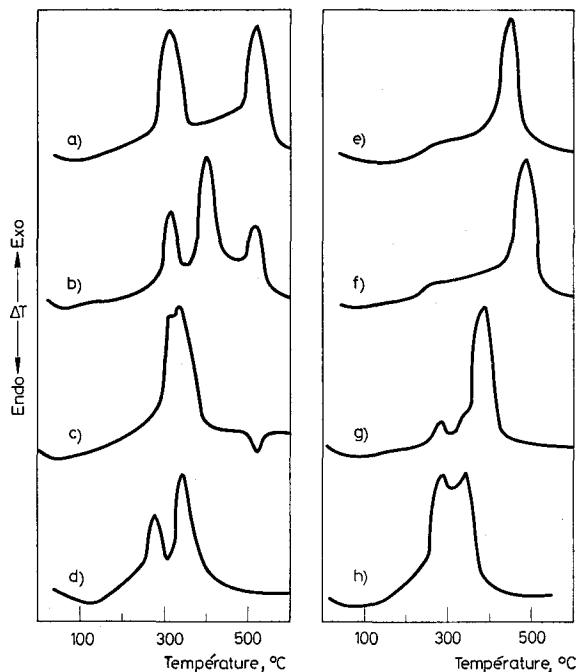 a)
b)
c)
d)
Endo ← ΔT → Exo
100 300 500
Température, °C
e)
f)
g)
h)
100 300 500
Température, °C